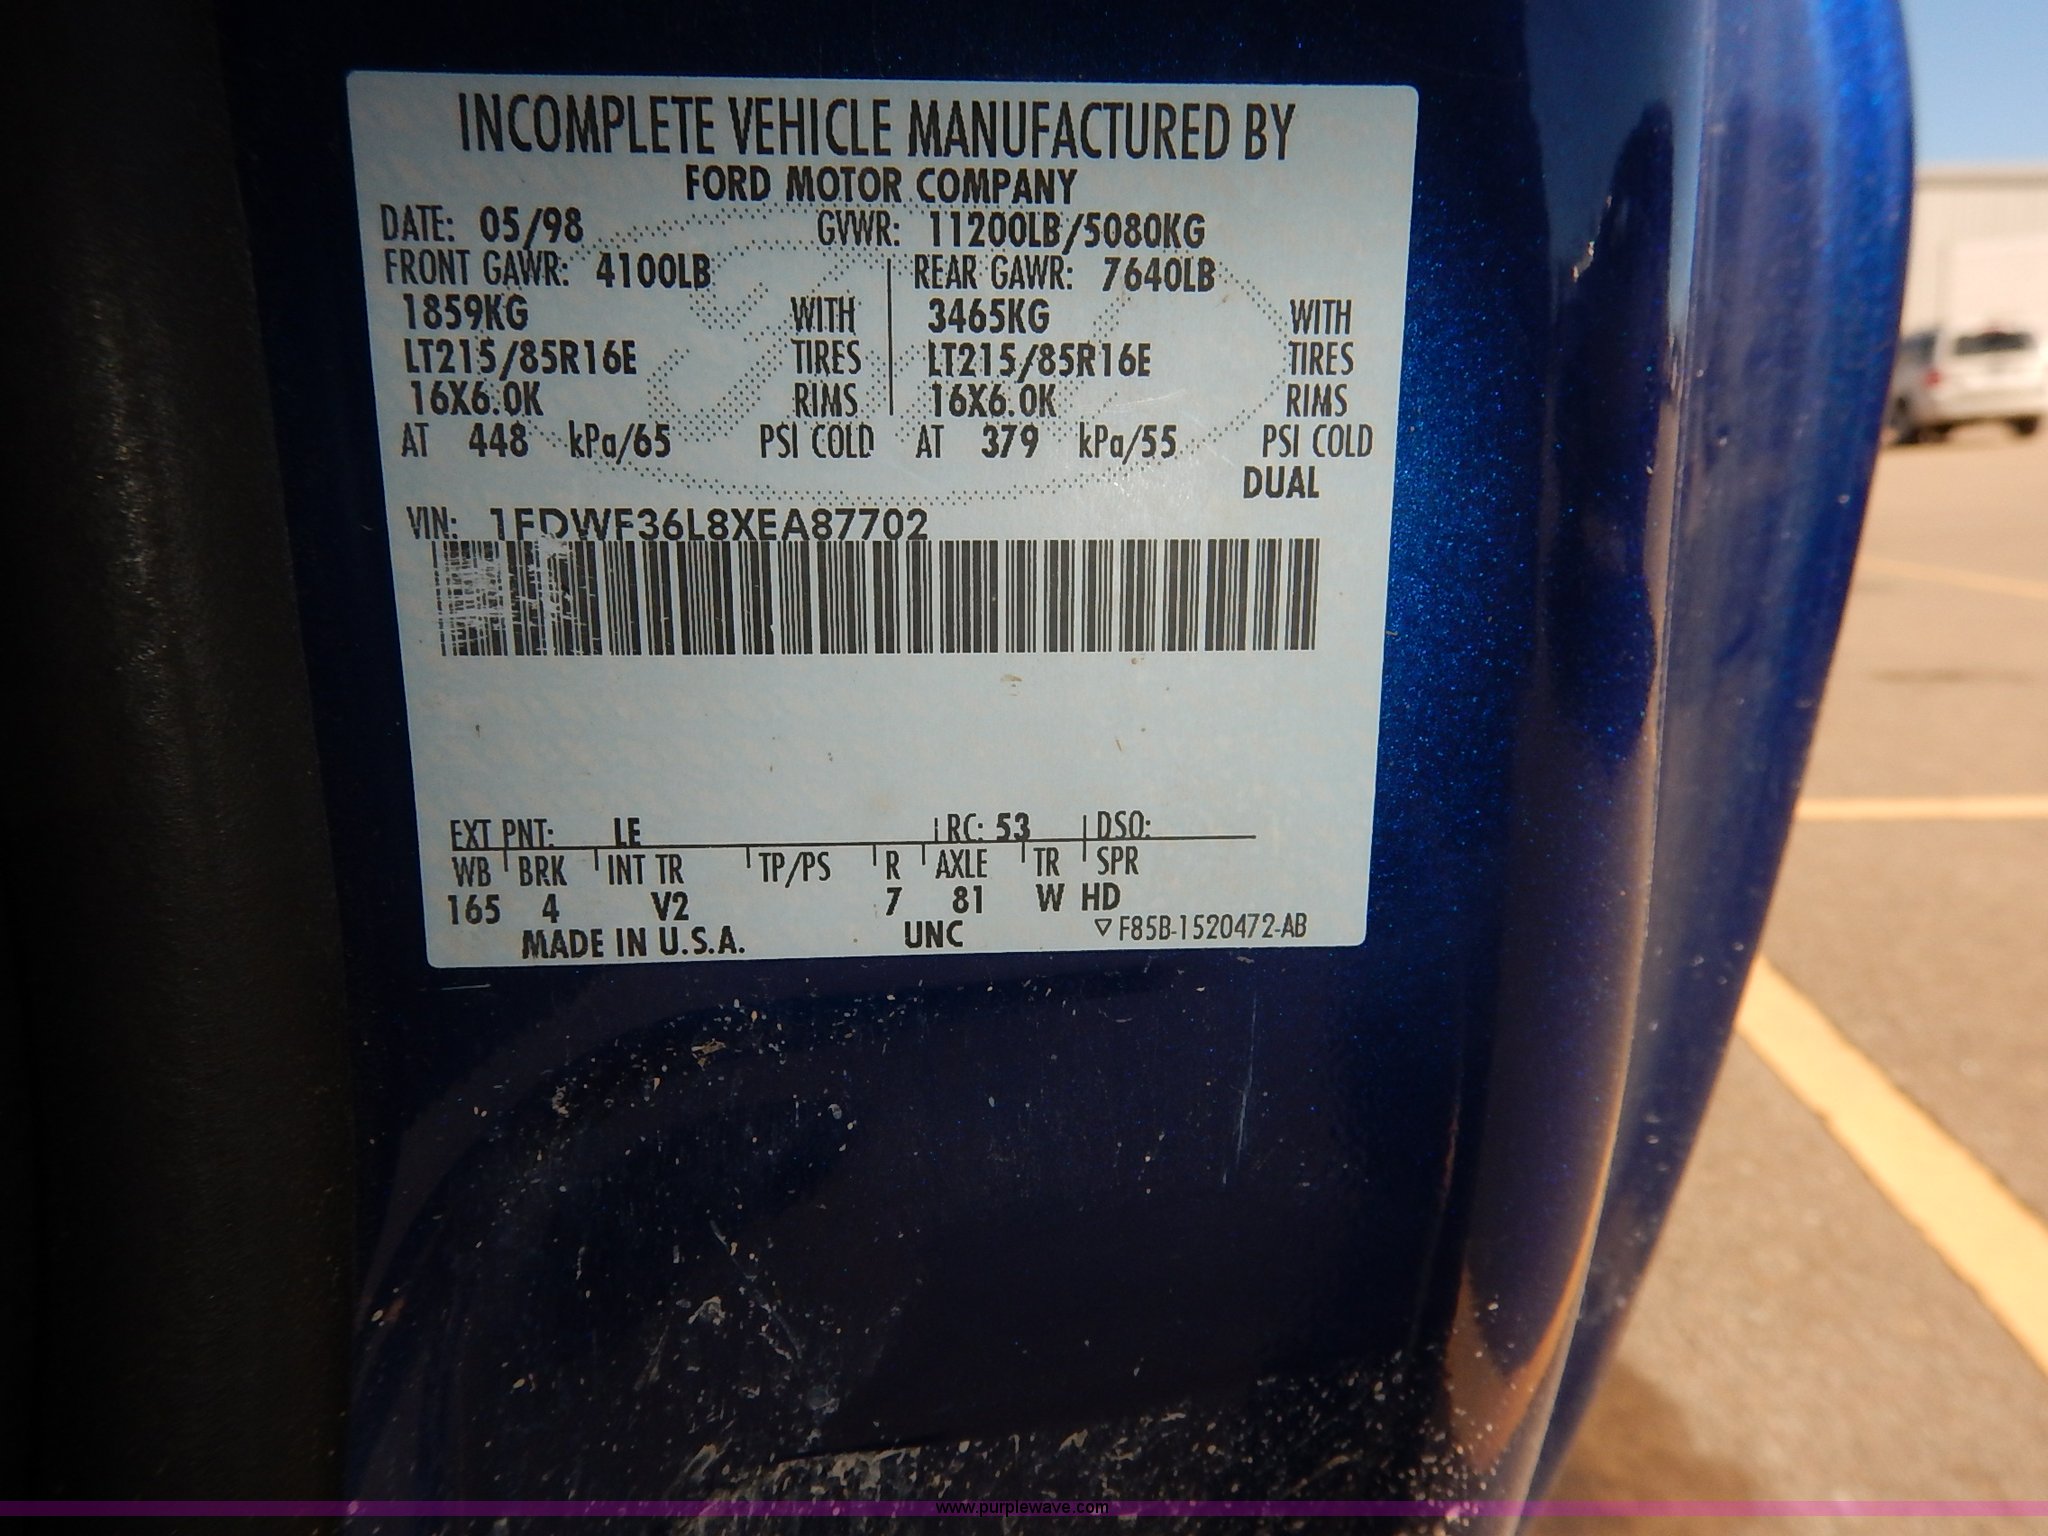 INCOMPLETE VEHICLE MANUFACTURED BY
FORD MOTOR COMPANY
DATE: 05/98 GVWR: 11200LB/5080KG
FRONT GAWR: 4100LB REAR GAWR: 7640LB
1859KG WITH 3465KG WITH
LT215/85R16E TIRES LT215/85R16E TIRES
16X6.0K RIMS 16X6.0K RIMS
AT 448 kPa/65 PSI COLD AT 379 kPa/55 PSI COLD
DUAL
VIN: 1FDWF36L8XEA87702
EXT PNT: LE RC: 53 DSO:
WB BRK INT TR TP/PS R AXLE TR SPR
165 4 V2 7 81 W HD
MADE IN U.S.A. UNC ▽F85B-1520472-AB
www.purplewave.com